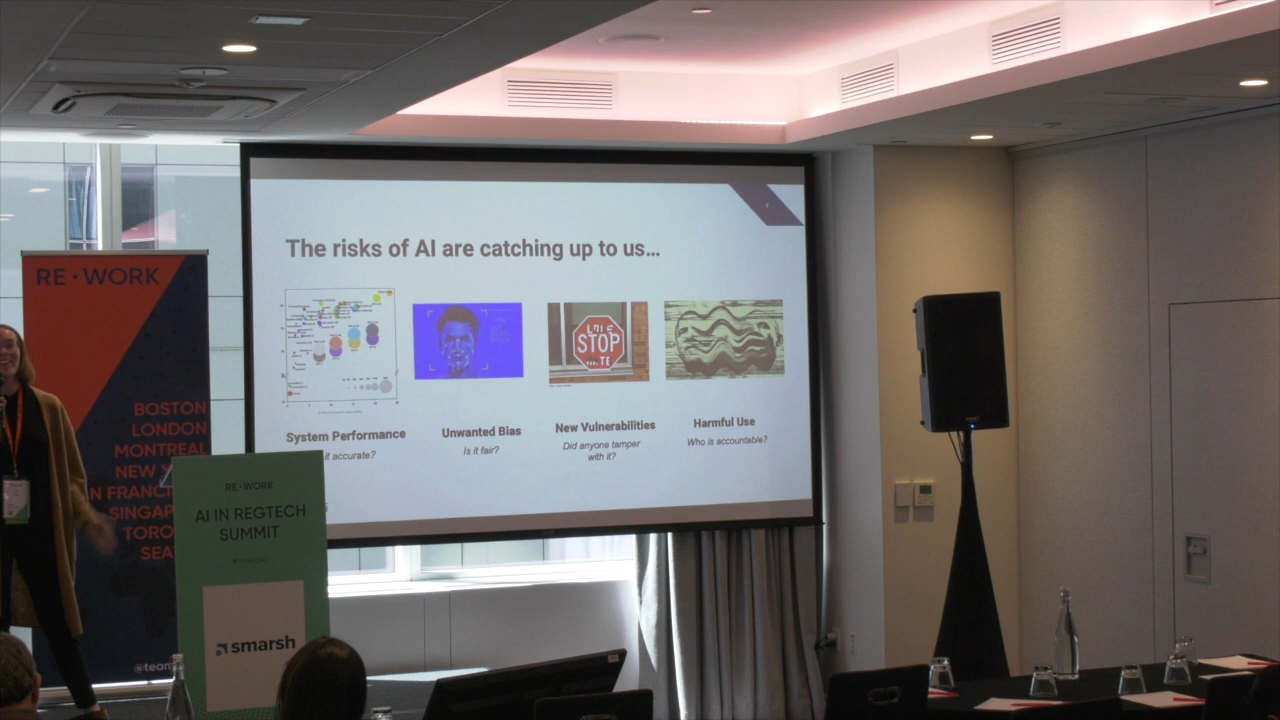 The risks of AI are catching up to us...
System Performance
it accurate?
Unwanted Bias
Is it fair?
New Vulnerabilities
Did anyone tamper
with it?
Harmful Use
Who is accountable?
STOP
RE•WORK
BOSTON
LONDON
MONTREAL
NEW Y
N FRANC
SINGAP
TORO
SEA
@team
RE•WORK
AI IN REGTECH
SUMMIT
smarsh